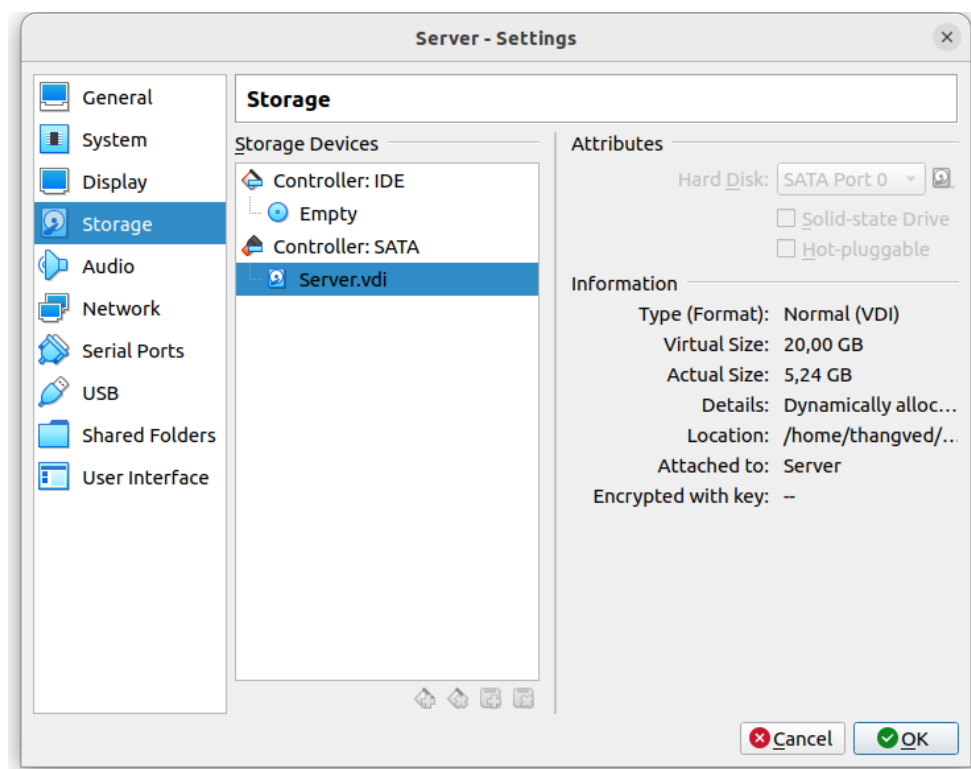 Server - Settings
General
System
Display
Storage
Audio
Network
Serial Ports
USB
Shared Folders
User Interface
Storage
Storage Devices
Controller: IDE
Empty
Controller: SATA
Server.vdi
Attributes
Hard Disk: SATA Port 0
Solid-state Drive
Hot-pluggable
Information
Type (Format): Normal (VDI)
Virtual Size: 20,00 GB
Actual Size: 5,24 GB
Details: Dynamically alloc...
Location: /home/thangved/...
Attached to: Server
Encrypted with key: --
Cancel
OK